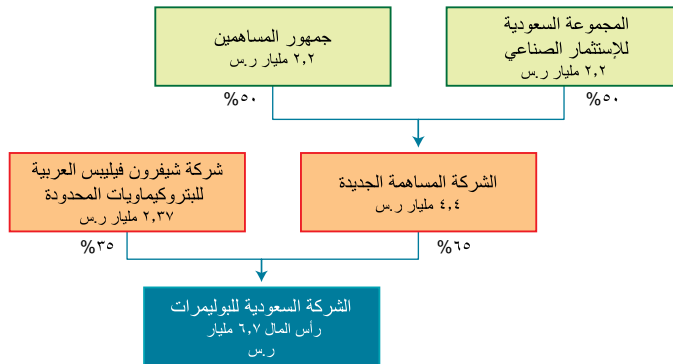 المجموعة السعودية
للإستثمار الصناعي
٢,٢ مليار ر.س
جمهور المساهمين
٢,٢ مليار ر.س
%٥٠
%٥٠
الشركة المساهمة الجديدة
٤,٤ مليار ر.س
شركة شيفرون فيليبس العربية
للبتروكيماويات المحدودة
٢,٣٧ مليار ر.س
%٦٥
%٣٥
الشركة السعودية للبوليمرات
رأس المال ٦,٧ مليار
ر.س